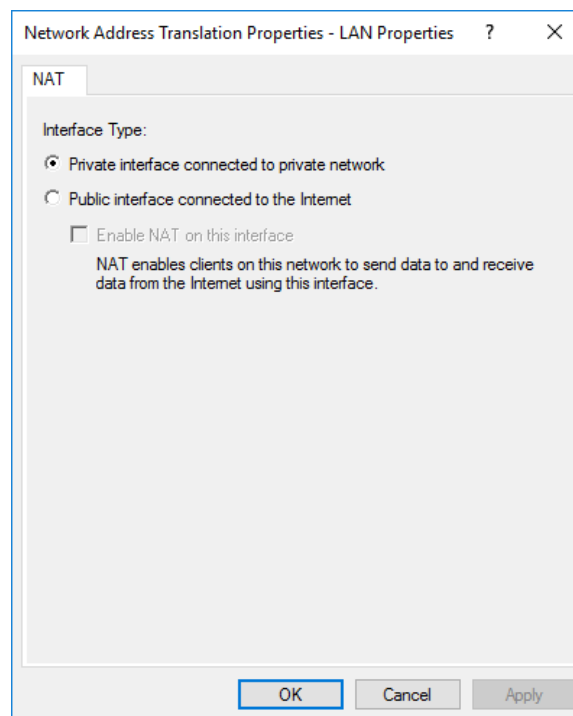 Network Address Translation Properties - LAN Properties ?
NAT
Interface Type:
Private interface connected to private network
Public interface connected to the Internet
Enable NAT on this interface
NAT enables clients on this network to send data to and receive
data from the Internet using this interface.
OK Cancel Apply